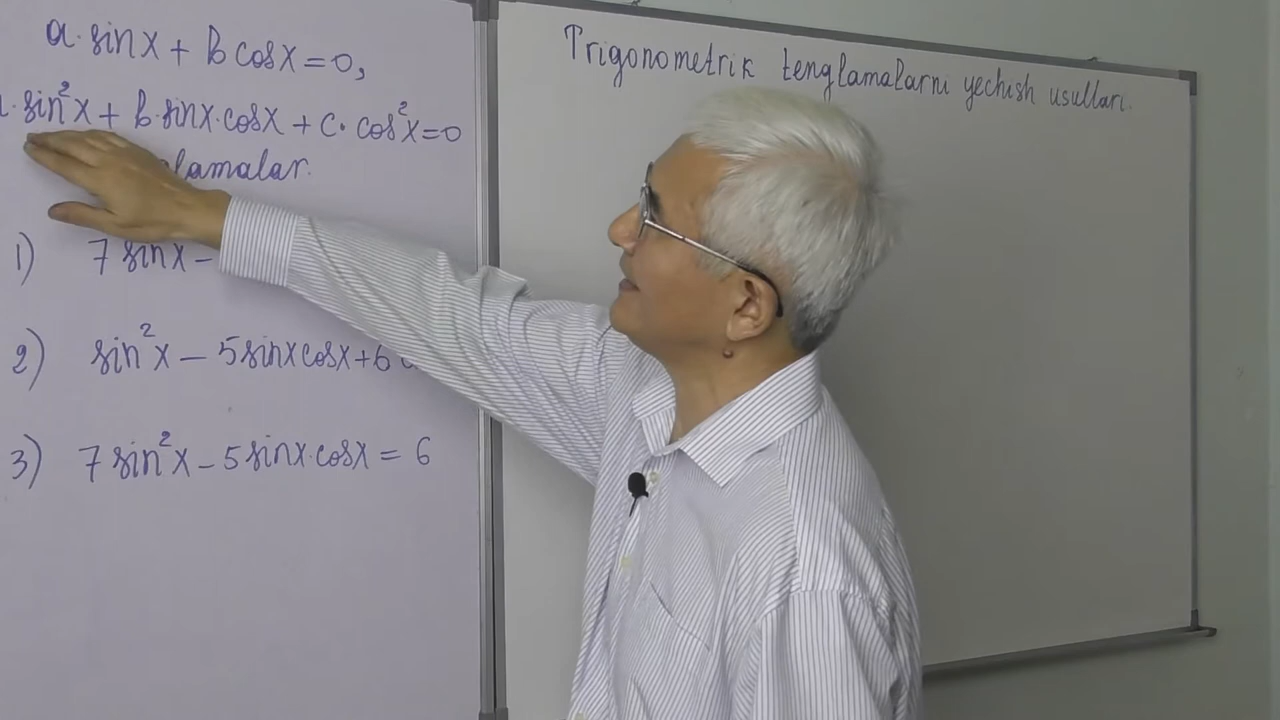 a·sinx + b cosx = 0,
·sin²x + b·sinx·cosx + c·cos²x = 0
lamalar.
1) 7 sinx -
2) sin²x - 5sinxcosx + 6
3) 7 sin²x - 5 sinx·cosx = 6
Trigonometrik tenglamalarni yechish usullari.